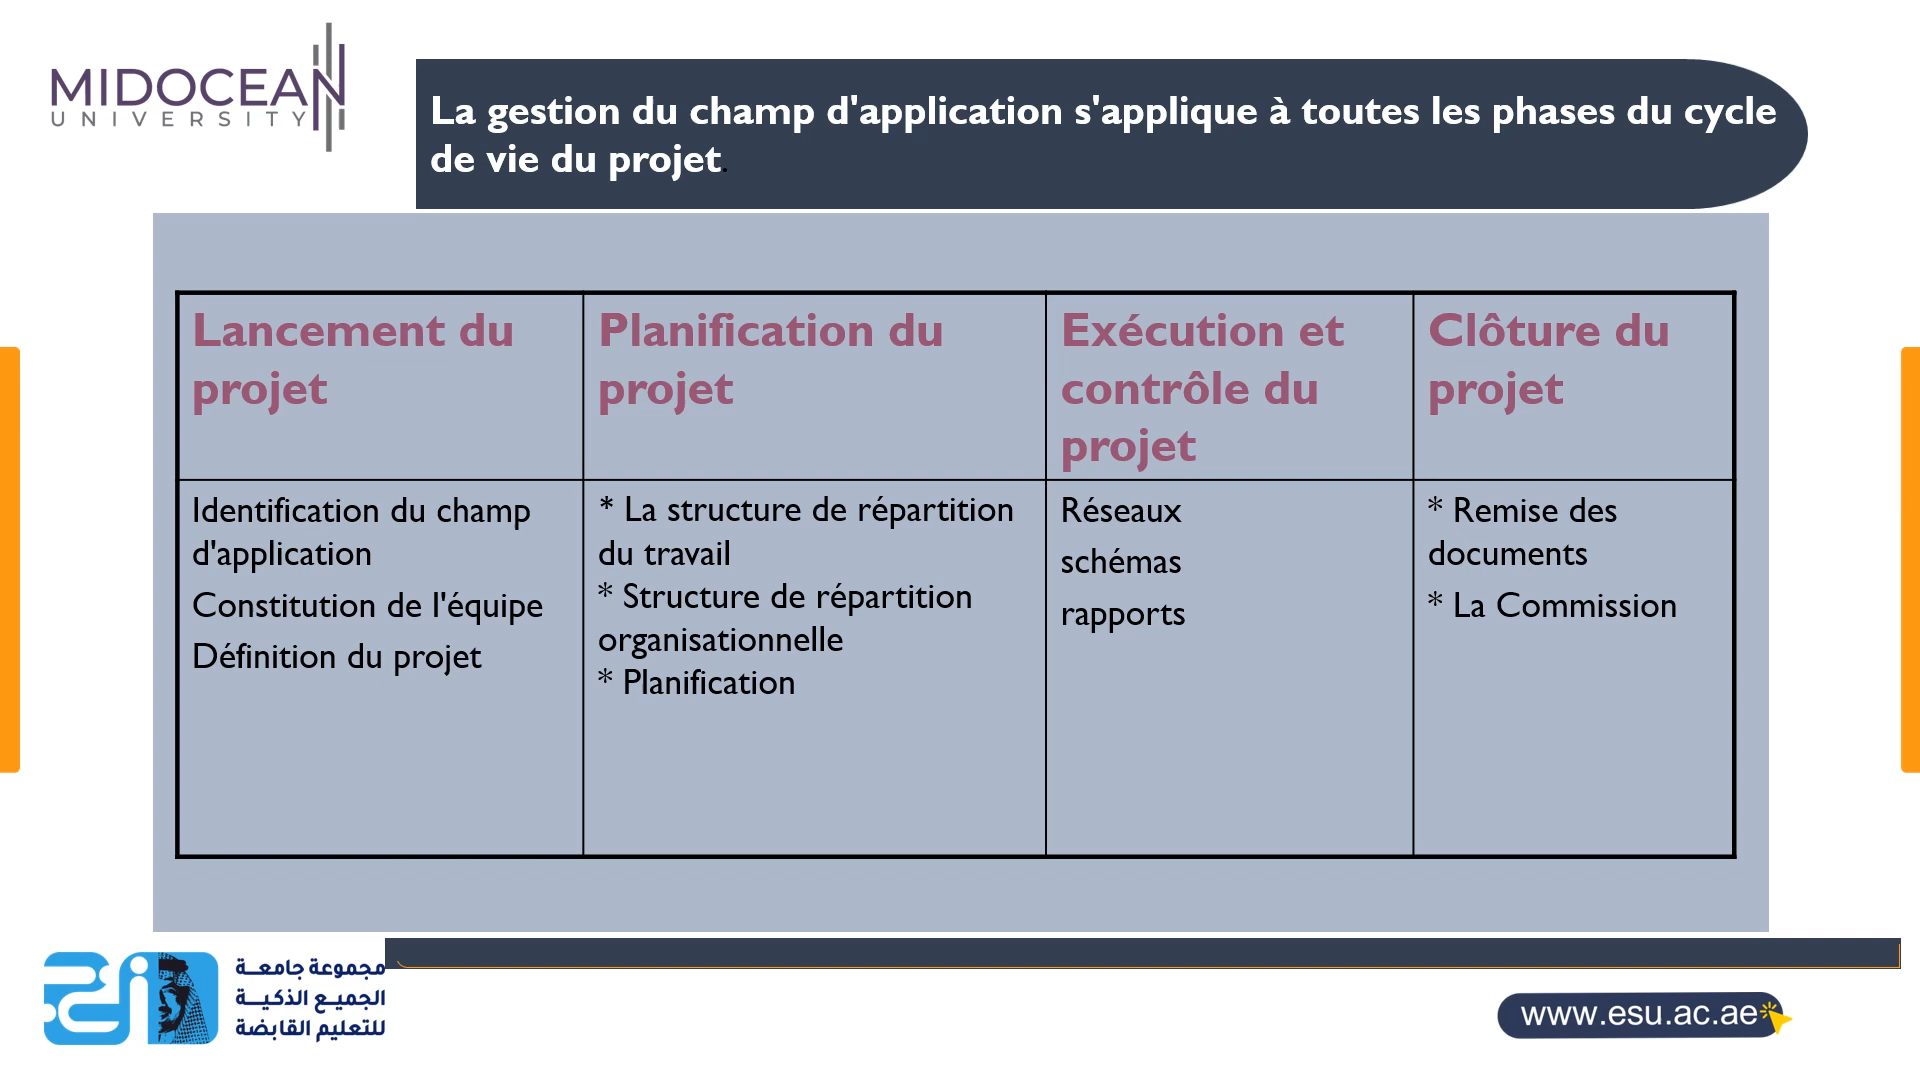 MIDOCEAN
UNIVERSITY
La gestion du champ d'application s'applique à toutes les phases du cycle
de vie du projet.
Lancement du
projet
Planification du
projet
Exécution et
contrôle du
projet
Clôture du
projet
Identification du champ
d'application
Constitution de l'équipe
Définition du projet
* La structure de répartition
du travail
* Structure de répartition
organisationnelle
* Planification
Réseaux
schémas
rapports
* Remise des
documents
* La Commission
مجموعة جامعة
الجميع الذكية
للتعليم القابضة
www.esu.ac.ae